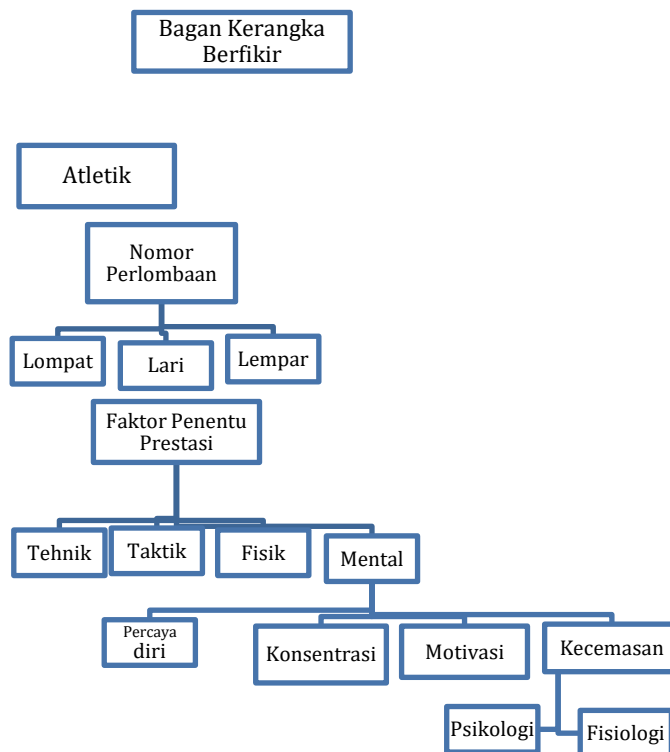 Bagan Kerangka
Berfikir
Atletik
Nomor
Perlombaan
Lompat
Lari
Lempar
Faktor Penentu
Prestasi
Tehnik
Taktik
Fisik
Mental
Percaya
diri
Konsentrasi
Motivasi
Kecemasan
Psikologi
Fisiologi